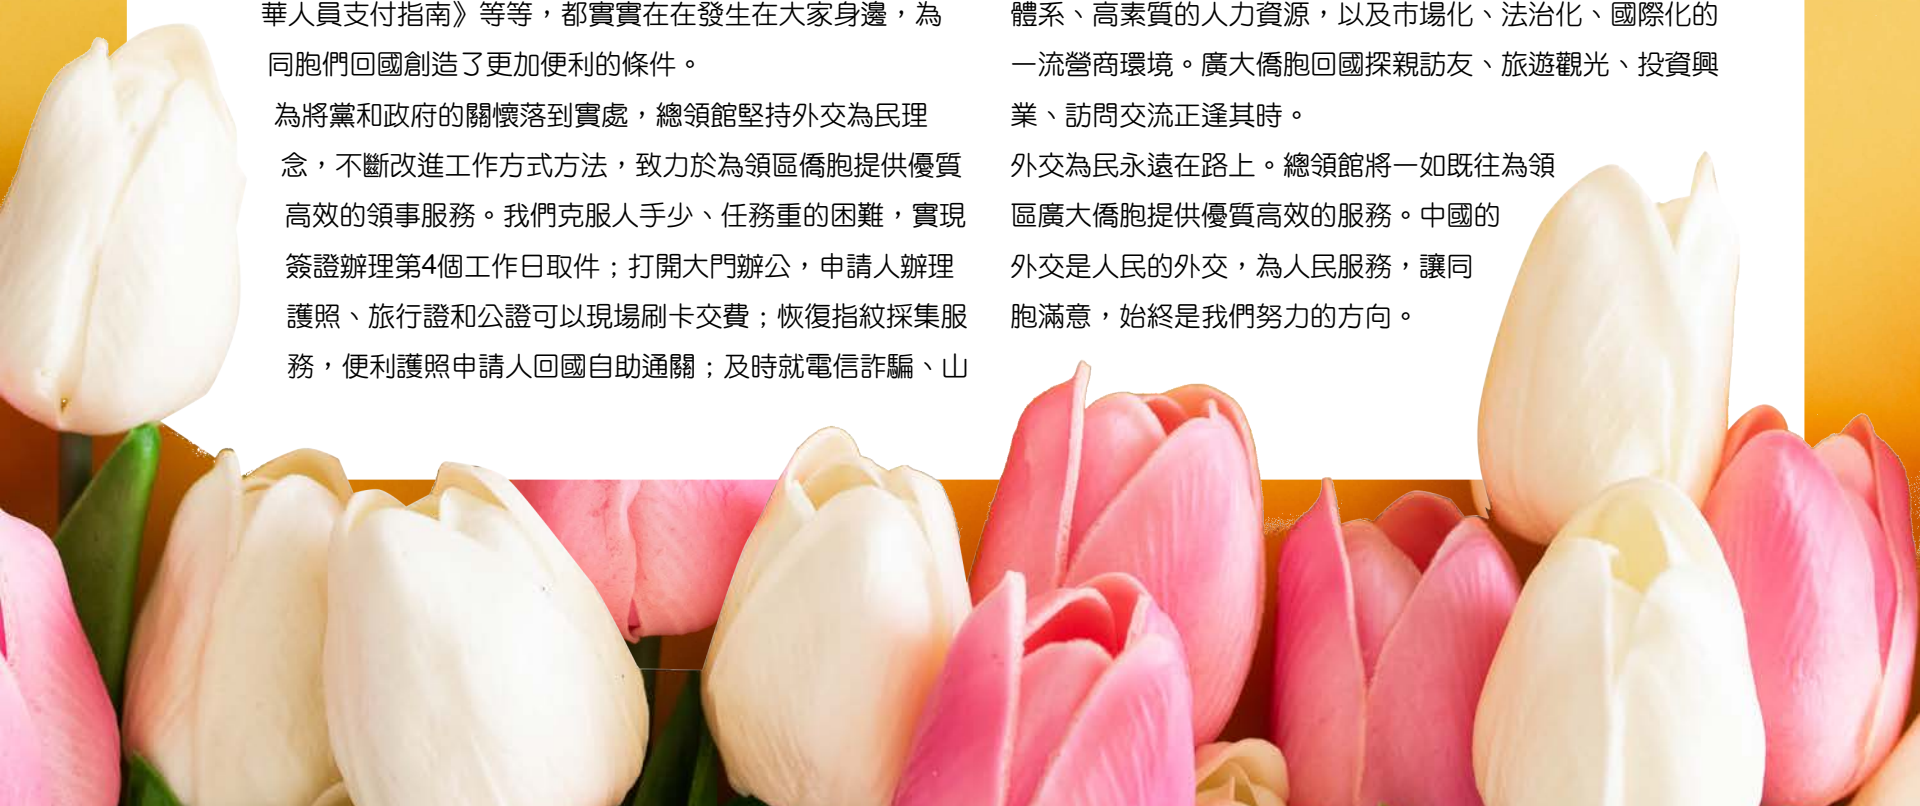 華人員支付指南》等等，都實實在在發生在大家身邊，為
同胞們回國創造了更加便利的條件。
為將黨和政府的關懷落到實處，總領館堅持外交為民理
念，不斷改進工作方式方法，致力於為領區僑胞提供優質
高效的領事服務。我們克服人手少、任務重的困難，實現
簽證辦理第4個工作日取件；打開大門辦公，申請人辦理
護照、旅行證和公證可以現場刷卡交費；恢復指紋採集服
務，便利護照申請人回國自助通關；及時就電信詐騙、山
體系、高素質的人力資源，以及市場化、法治化、國際化的
一流營商環境。廣大僑胞回國探親訪友、旅遊觀光、投資興
業、訪問交流正逢其時。
外交為民永遠在路上。總領館將一如既往為領
區廣大僑胞提供優質高效的服務。中國的
外交是人民的外交，為人民服務，讓同
胞滿意，始終是我們努力的方向。